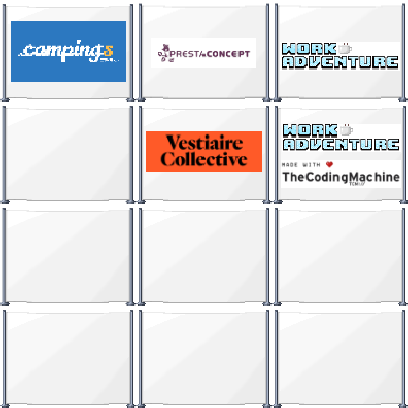 campings
PRESTaCONCEPT
WORK
ADVENTURE
Vestiaire
Collective
WORK
ADVENTURE
MADE WITH
TheCodingMachine